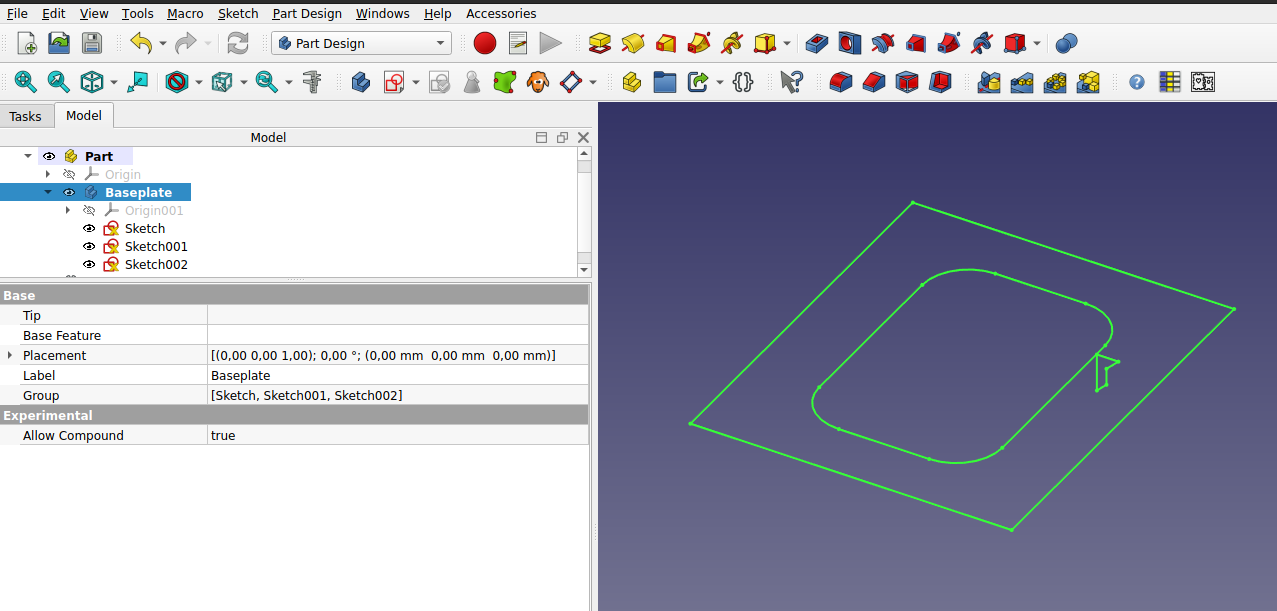 File Edit View Tools Macro Sketch Part Design Windows Help Accessories
Part Design
Tasks Model
Model
Part
Origin
Baseplate
Origin001
Sketch
Sketch001
Sketch002
Base
Tip
Base Feature
Placement [(0,00 0,00 1,00); 0,00 °; (0,00 mm 0,00 mm 0,00 mm)]
Label Baseplate
Group [Sketch, Sketch001, Sketch002]
Experimental
Allow Compound true